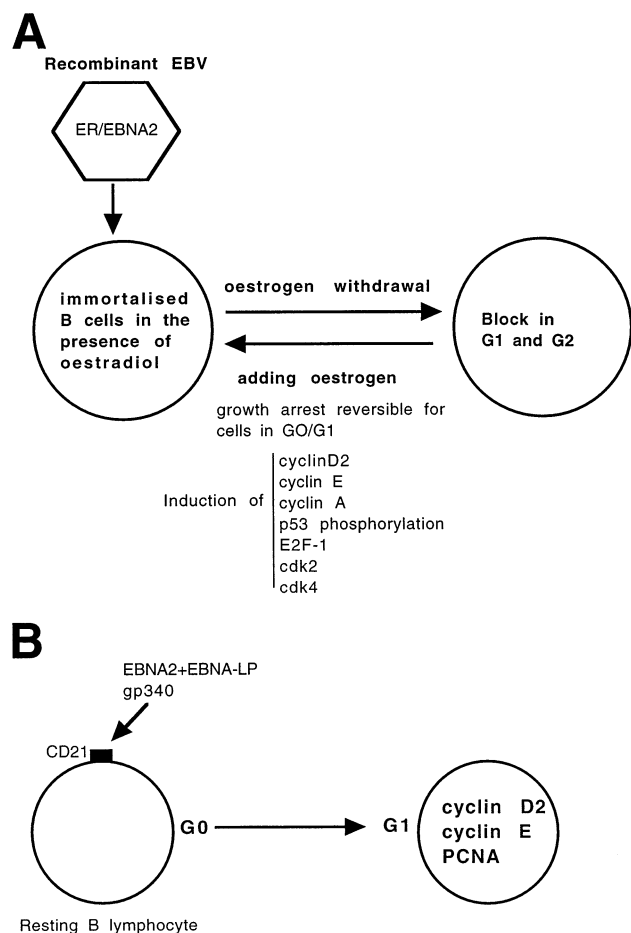 A
Recombinant EBV
ER/EBNA2
immortalised
B cells in the
presence of
oestradiol
oestrogen withdrawal
Block in
G1 and G2
adding oestrogen
growth arrest reversible for
cells in GO/G1
Induction of
cyclinD2
cyclin E
cyclin A
p53 phosphorylation
E2F-1
cdk2
cdk4
B
EBNA2+EBNA-LP
gp340
CD21
G0
G1
cyclin D2
cyclin E
PCNA
Resting B lymphocyte